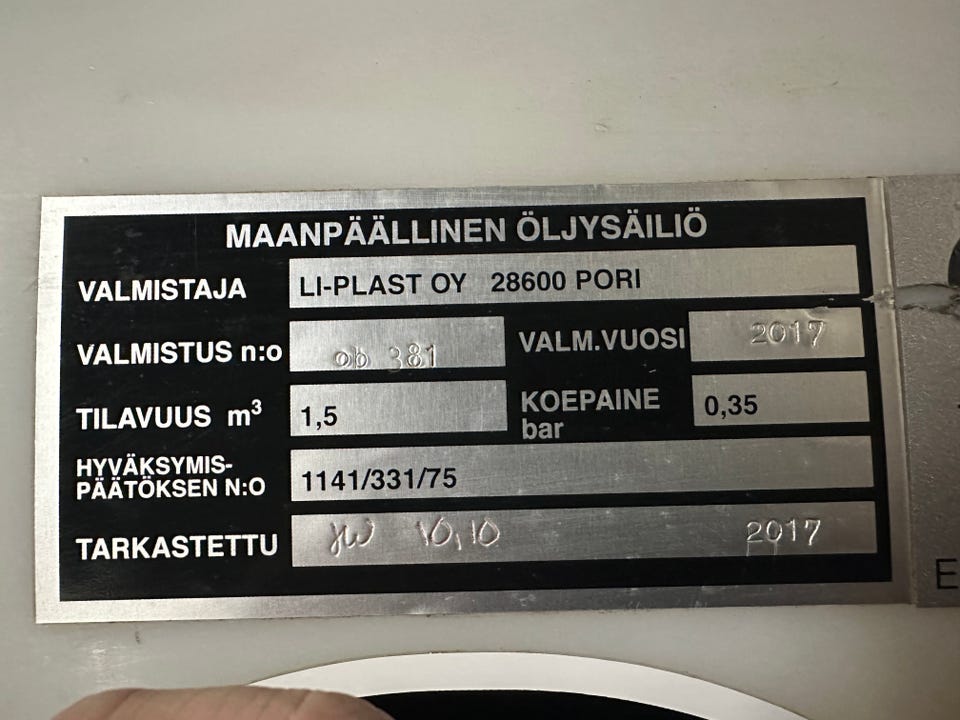 MAANPÄÄLLINEN ÖLJYSÄILIÖ
VALMISTAJA LI-PLAST OY 28600 PORI
VALMISTUS n:o ob 381 VALM.VUOSI 2017
TILAVUUS m³ 1,5 KOEPAINE bar 0,35
HYVÄKSYMIS-
PÄÄTÖKSEN N:O 1141/331/75
TARKASTETTU 10,10 2017
E